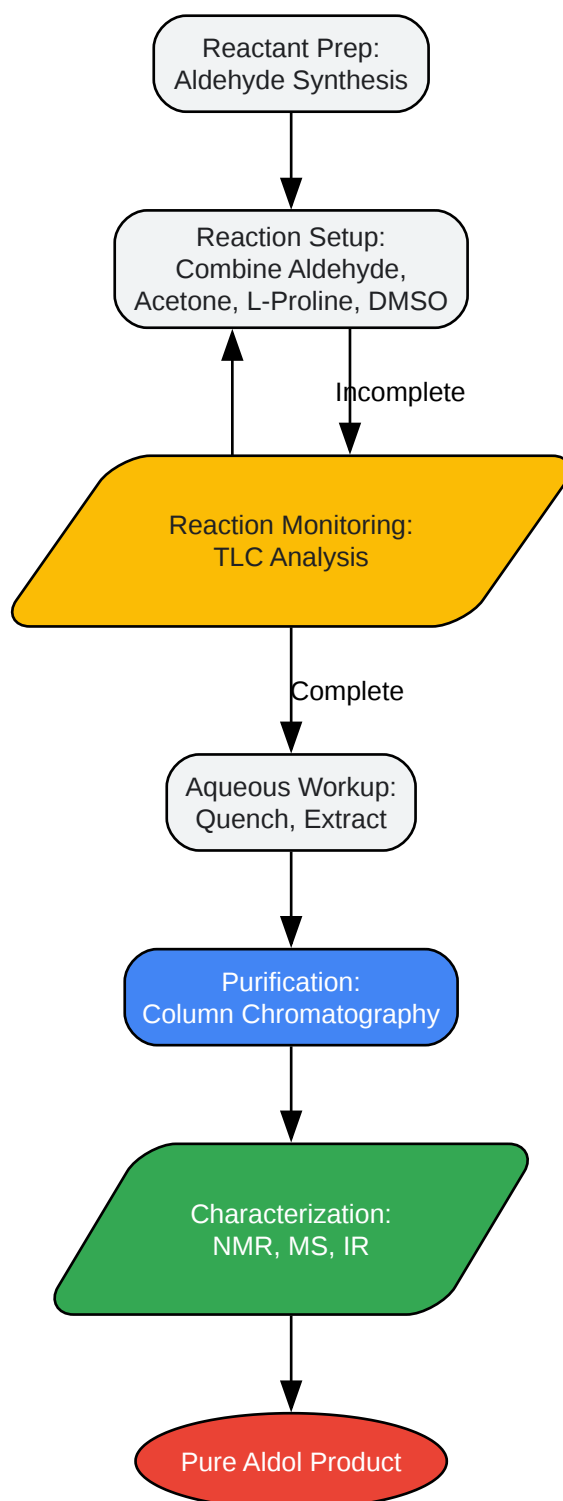 Reactant Prep:
Aldehyde Synthesis
Reaction Setup:
Combine Aldehyde,
Acetone, L-Proline, DMSO
Incomplete
Reaction Monitoring:
TLC Analysis
Complete
Aqueous Workup:
Quench, Extract
Purification:
Column Chromatography
Characterization:
NMR, MS, IR
Pure Aldol Product